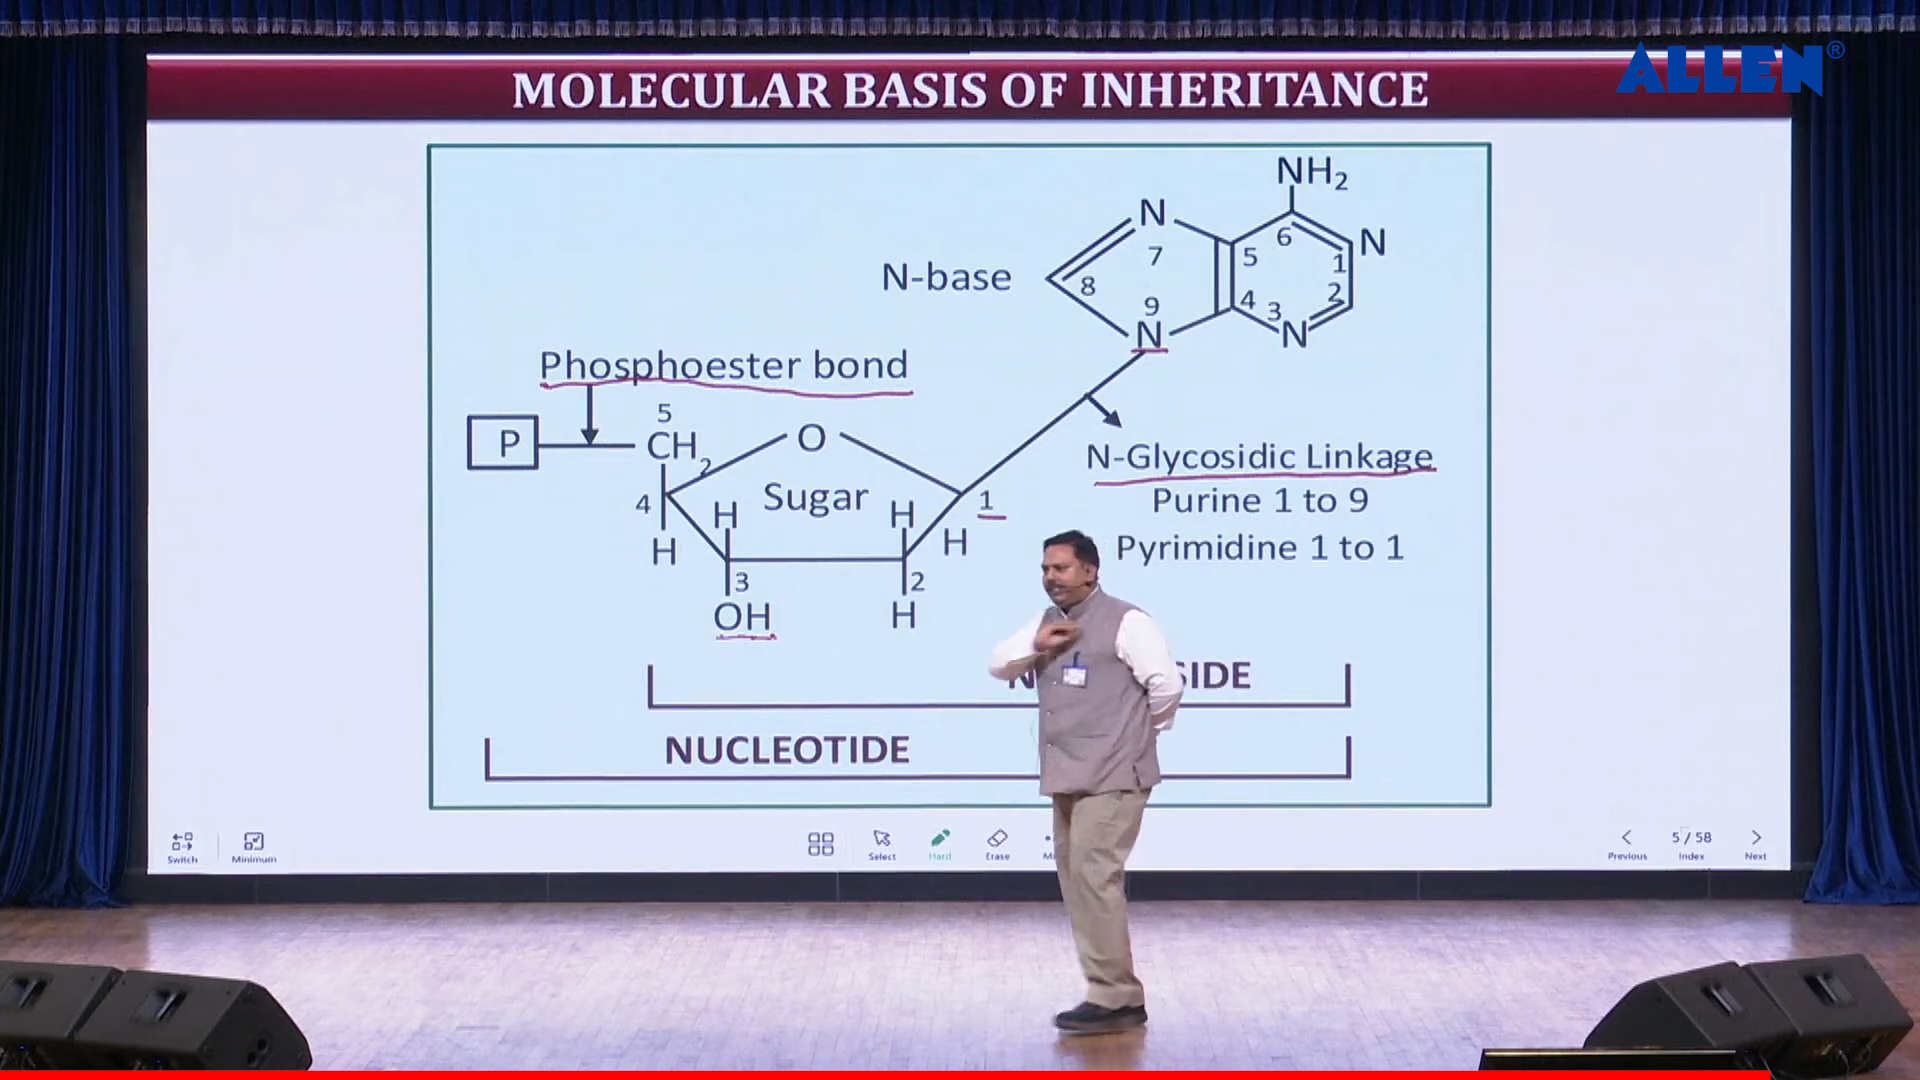 ALLEN®
MOLECULAR BASIS OF INHERITANCE
NH2
N
N
6
7
5
1
N-base
8
9
4
3
2
N
N
Phosphoester bond
5
P
CH2
O
N-Glycosidic Linkage
Sugar
4
H
H
1
Purine 1 to 9
H
H
Pyrimidine 1 to 1
3
2
OH
H
SIDE
NUCLEOTIDE
Switch
Minimum
Select
Hard
Erase
Previous
5 / 58
Index
Next